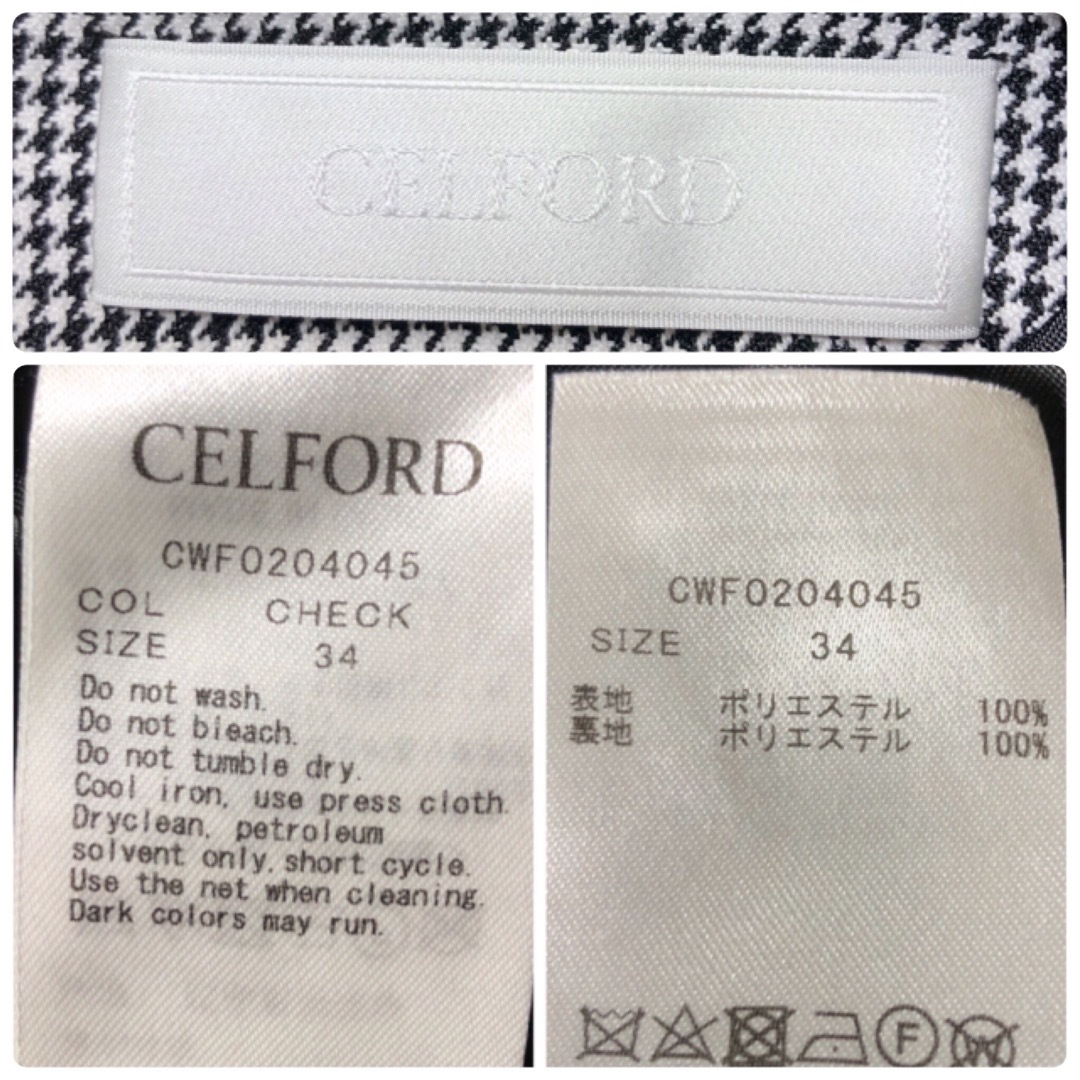 CELFORD
CELFORD
CWF0204045
COL CHECK
SIZE 34
Do not wash.
Do not bleach.
Do not tumble dry.
Cool iron, use press cloth.
Dryclean, petroleum
solvent only, short cycle.
Use the net when cleaning.
Dark colors may run.
CWF0204045
SIZE 34
表地 ポリエステル 100%
裏地 ポリエステル 100%
F W